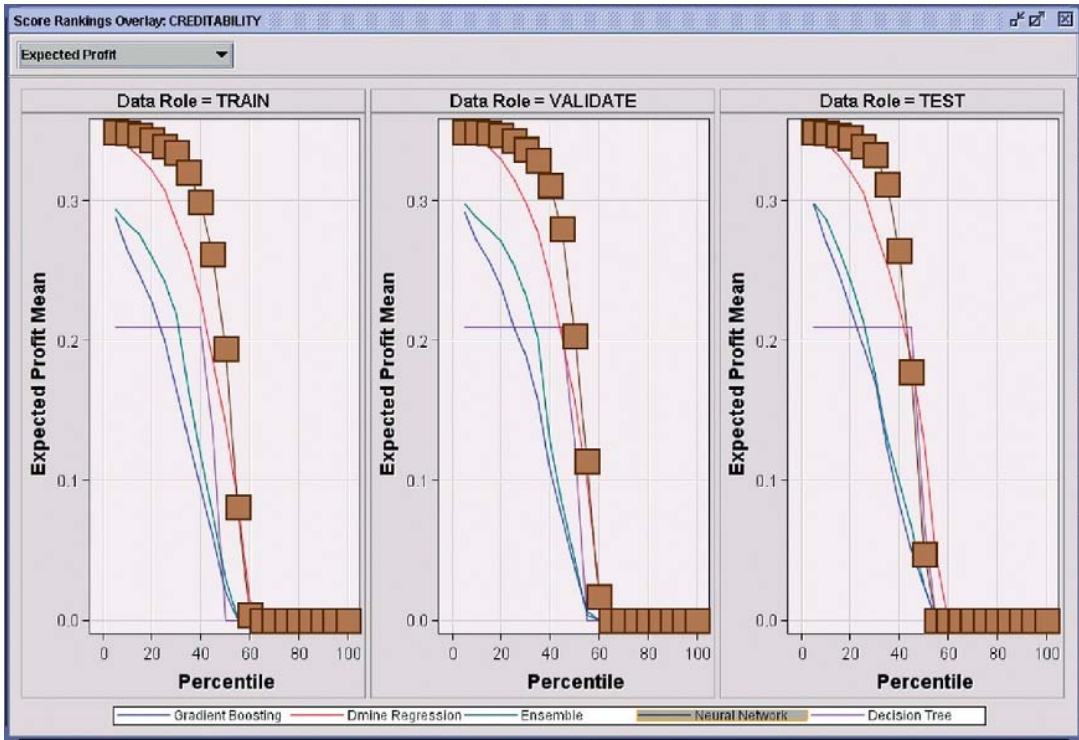 Score Rankings Overlay: CREDITABILITY
Expected Profit
Data Role = TRAIN
Data Role = VALIDATE
Data Role = TEST
Expected Profit Mean
0.3
0.2
0.1
0.0
0 20 40 60 80 100
Percentile
Expected Profit Mean
0.3
0.2
0.1
0.0
0 20 40 60 80 100
Percentile
Expected Profit Mean
0.3
0.2
0.1
0.0
0 20 40 60 80 100
Percentile
Gradient Boosting Dmine Regression Ensemble Neural Network Decision Tree